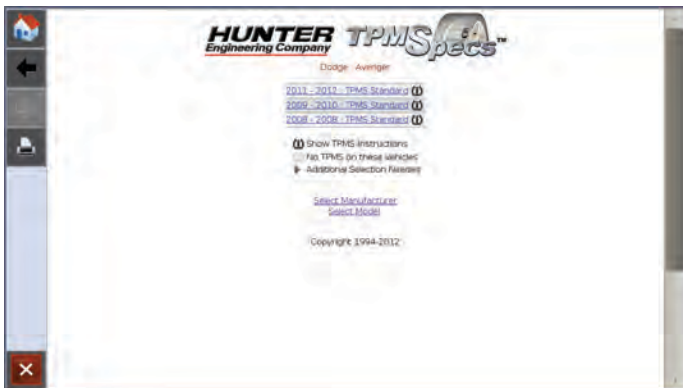 HUNTER
Engineering Company
TPMSpecs™
Dodge Avenger
2011 - 2012 - TPMS Standard
2009 - 2010 - TPMS Standard
2008 - 2008 - TPMS Standard
Show TPMS Instructions
No TPMS on these vehicles
Additional Selection Needed
Select Manufacturer
Select Model
Copyright 1994-2012